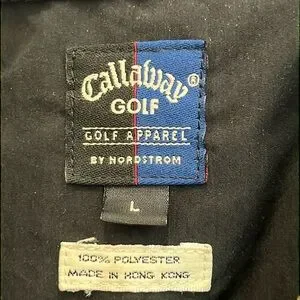 Callaway®
GOLF
GOLF APPAREL
BY NORDSTROM
L
100% POLYESTER
MADE IN HONG KONG